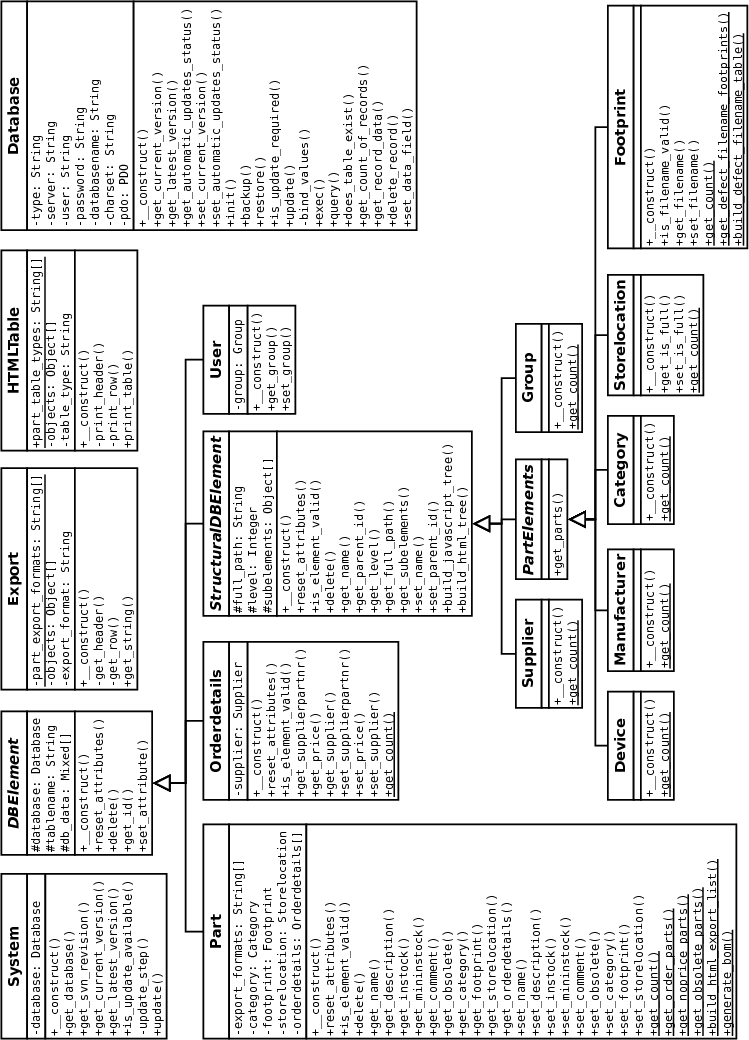 System
-database: Database
+__construct()
+get_database()
+get_svn_revision()
+get_current_version()
+get_latest_version()
+is_update_available()
-update_step()
+update()
DBElement
#database: Database
#tablename: String
#db_data: Mixed[]
+__construct()
+reset_attributes()
+delete()
+get_id()
+set_attribute()
Export
-part_export_formats: String[]
-objects: Object[]
-export_format: String
+__construct()
-get_header()
-get_row()
+get_string()
HTMLTable
+part_table_types: String[]
-objects: Object[]
-table_type: String
+__construct()
-print_header()
-print_row()
+print_table()
Database
-type: String
-server: String
-user: String
-password: String
-databasename: String
-charset: String
-pdo: PDO
+__construct()
+get_current_version()
+get_latest_version()
+get_automatic_updates_status()
+set_current_version()
+set_automatic_updates_status()
+init()
+backup()
+restore()
+is_update_required()
+update()
-bind_values()
+exec()
+query()
+does_table_exist()
+get_count_of_records()
+get_record_data()
+delete_record()
+set_data_field()
Part
-export_formats: String[]
-category: Category
-footprint: Footprint
-storelocation: Storelocation
-orderdetails: Orderdetails[]
+__construct()
+reset_attributes()
+is_element_valid()
+delete()
+get_name()
+get_description()
+get_instock()
+get_mininstock()
+get_comment()
+get_obsolete()
+get_category()
+get_footprint()
+get_storelocation()
+get_orderdetails()
+set_name()
+set_description()
+set_instock()
+set_mininstock()
+set_comment()
+set_obsolete()
+set_category()
+set_footprint()
+set_storelocation()
+get_count()
+get_order_parts()
+get_noprice_parts()
+get_obsolete_parts()
+build_html_export_list()
+generate_bom()
Orderdetails
-supplier: Supplier
+__construct()
+reset_attributes()
+is_element_valid()
+get_supplierpartnr()
+get_price()
+get_supplier()
+set_supplierpartnr()
+set_price()
+set_supplier()
+get_count()
StructuralDBElement
#full_path: String
#level: Integer
#subelements: Object[]
+__construct()
+reset_attributes()
+is_element_valid()
+delete()
+get_name()
+get_parent_id()
+get_level()
+get_full_path()
+get_subelements()
+set_name()
+set_parent_id()
+build_javascript_tree()
+build_html_tree()
User
-group: Group
+__construct()
+get_group()
+set_group()
Supplier
+__construct()
+get_count()
PartElements
+get_parts()
Group
+__construct()
+get_count()
Device
+__construct()
+get_count()
Manufacturer
+__construct()
+get_count()
Category
+__construct()
+get_count()
Storelocation
+__construct()
+get_is_full()
+set_is_full()
+get_count()
Footprint
+__construct()
+is_filename_valid()
+get_filename()
+set_filename()
+get_count()
+get_defect_filename_footprints()
+build_defect_filename_table()